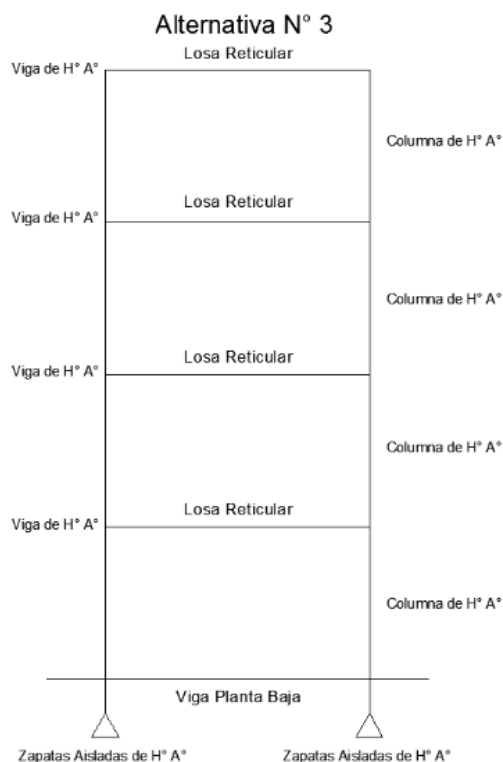 Alternativa N° 3
Losa Reticular
Viga de H° A°
Columna de H° A°
Losa Reticular
Viga de H° A°
Columna de H° A°
Losa Reticular
Viga de H° A°
Columna de H° A°
Losa Reticular
Viga de H° A°
Columna de H° A°
Viga Planta Baja
Zapatas Aisladas de H° A°
Zapatas Aisladas de H° A°